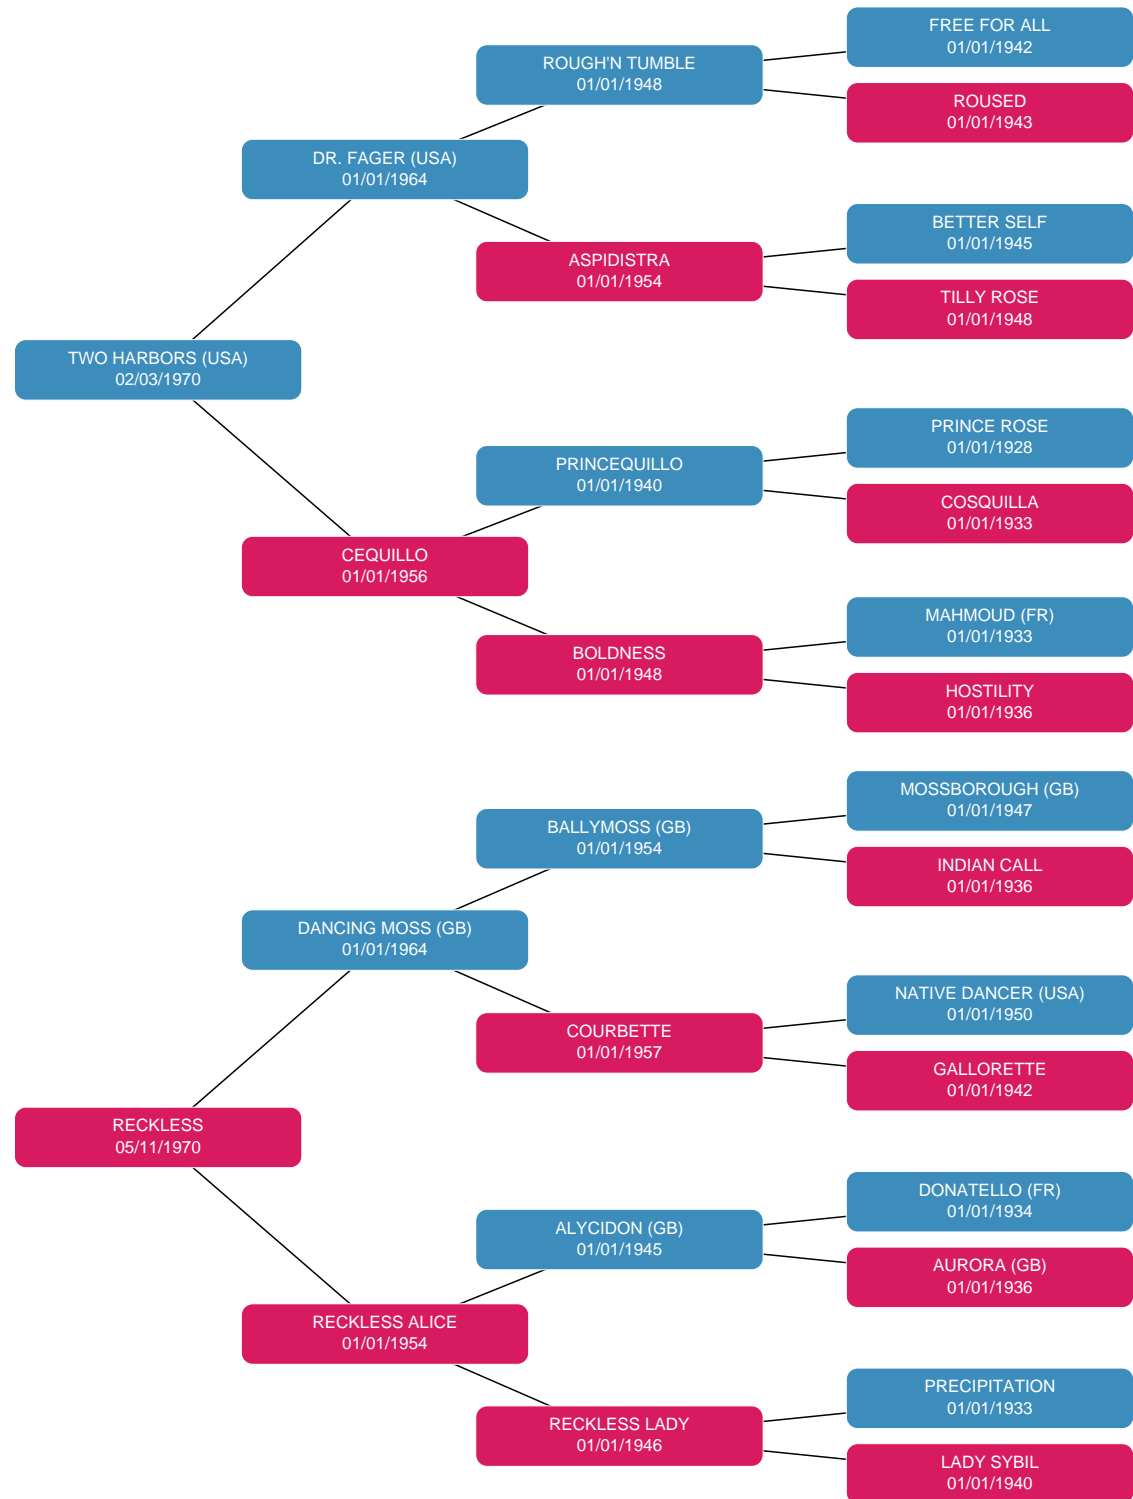 FREE FOR ALL
01/01/1942
ROUGH'N TUMBLE
01/01/1948
ROUSED
01/01/1943
DR. FAGER (USA)
01/01/1964
BETTER SELF
01/01/1945
ASPIDISTRA
01/01/1954
TILLY ROSE
01/01/1948
TWO HARBORS (USA)
02/03/1970
PRINCE ROSE
01/01/1928
PRINCEQUILLO
01/01/1940
COSQUILLA
01/01/1933
CEQUILLO
01/01/1956
MAHMOUD (FR)
01/01/1933
BOLDNESS
01/01/1948
HOSTILITY
01/01/1936
MOSSBOROUGH (GB)
01/01/1947
BALLYMOSS (GB)
01/01/1954
INDIAN CALL
01/01/1936
DANCING MOSS (GB)
01/01/1964
NATIVE DANCER (USA)
01/01/1950
COURBETTE
01/01/1957
GALLORETTE
01/01/1942
RECKLESS
05/11/1970
DONATELLO (FR)
01/01/1934
ALYCIDON (GB)
01/01/1945
AURORA (GB)
01/01/1936
RECKLESS ALICE
01/01/1954
PRECIPITATION
01/01/1933
RECKLESS LADY
01/01/1946
LADY SYBIL
01/01/1940